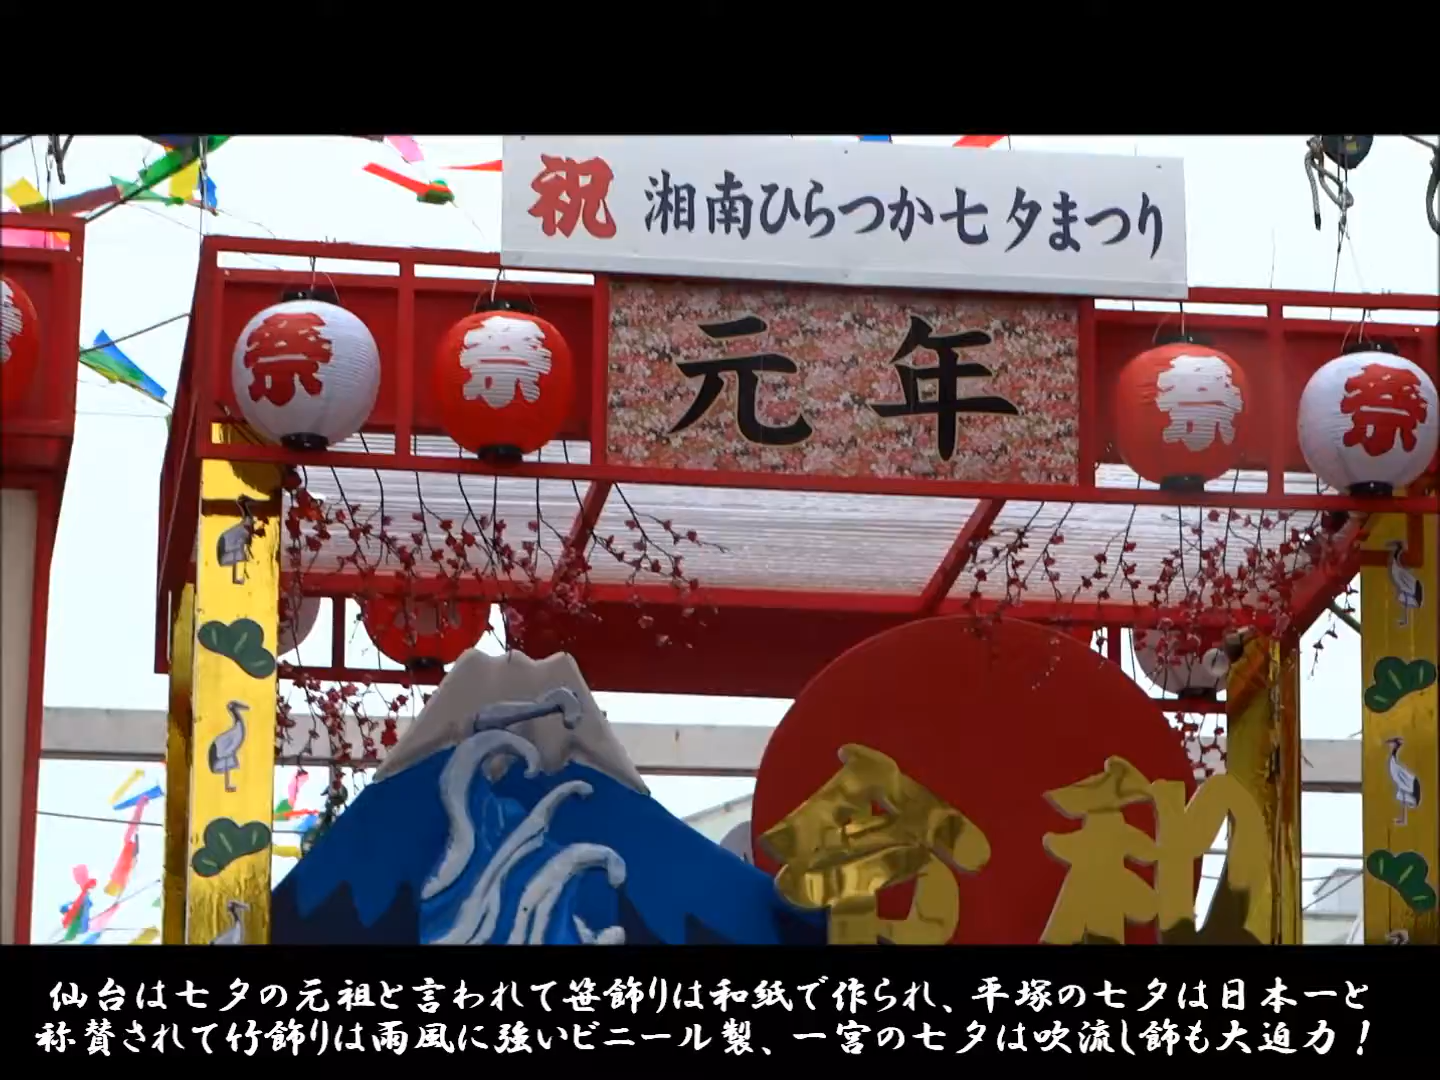 祝 湘南ひらつか七夕まつり
祭 祭 元年 祭 祭
令和
仙台は七夕の元祖と言われて笹飾りは和紙で作られ、平塚の七夕は日本一と
称賛されて竹飾りは雨風に強いビニール製、一宮の七夕は吹流し飾も大迫力！